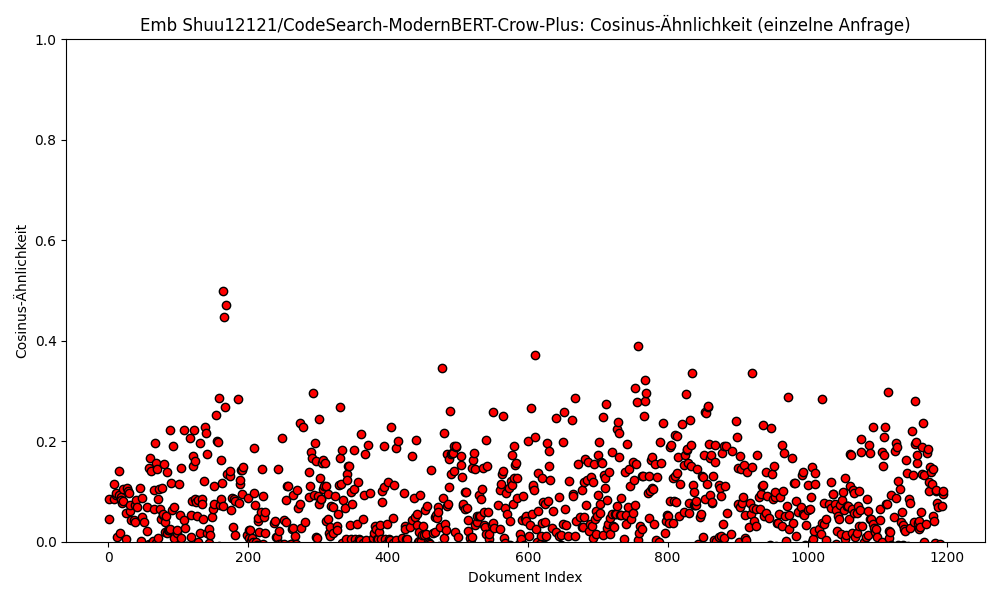 Emb Shuu12121/CodeSearch-ModernBERT-Crow-Plus: Cosinus-Ähnlichkeit (einzelne Anfrage)
1.0
0.8
0.6
0.4
0.2
0.0
Cosinus-Ähnlichkeit
0 200 400 600 800 1000 1200
Dokument Index